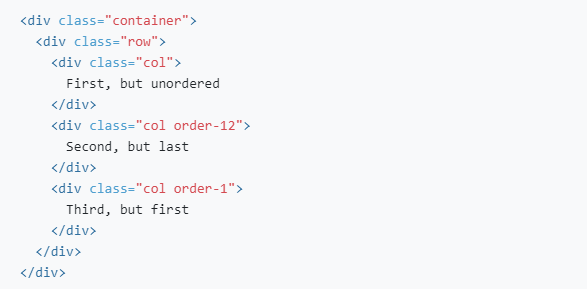 <div class="container">
  <div class="row">
    <div class="col">
      First, but unordered
    </div>
    <div class="col order-12">
      Second, but last
    </div>
    <div class="col order-1">
      Third, but first
    </div>
  </div>
</div>